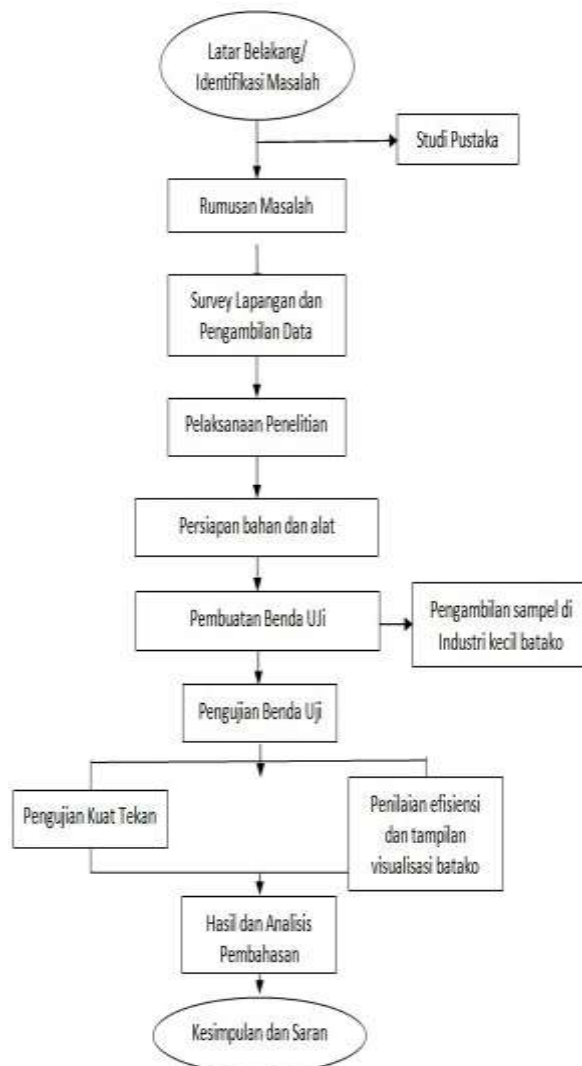 Latar Belakang/
Identifikasi Masalah
Studi Pustaka
Rumusan Masalah
Survey Lapangan dan
Pengambilan Data
Pelaksanaan Penelitian
Persiapan bahan dan alat
Pembuatan Benda UJi
Pengambilan sampel di
Industri kecil batako
Pengujian Benda Uji
Pengujian Kuat Tekan
Penilaian efisiensi
dan tampilan
visualisasi batako
Hasil dan Analisis
Pembahasan
Kesimpulan dan Saran